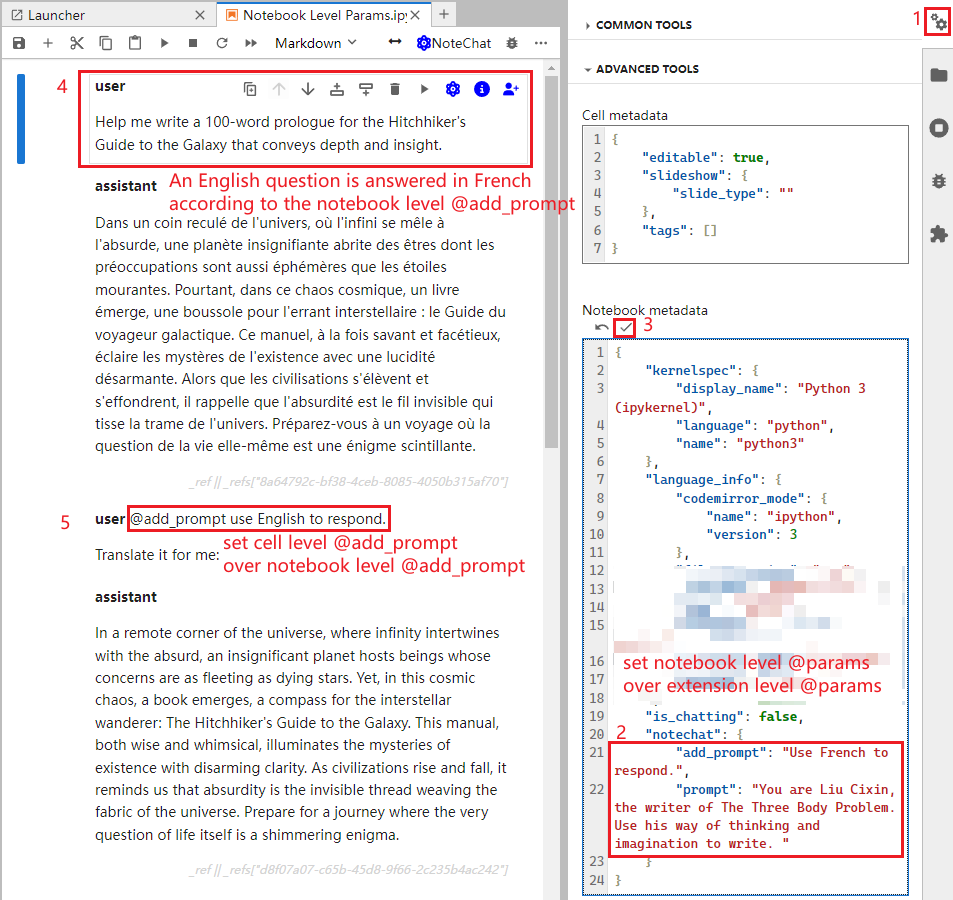 Launcher
Notebook Level Params.ipy
Markdown
NoteChat
1
COMMON TOOLS
ADVANCED TOOLS
4
user
Help me write a 100-word prologue for the Hitchhiker's
Guide to the Galaxy that conveys depth and insight.
assistant
An English question is answered in French
according to the notebook level @add_prompt
Dans un coin reculé de l'univers, où l'infini se mêle à
l'absurde, une planète insignifiante abrite des êtres dont les
préoccupations sont aussi éphémères que les étoiles
mourantes. Pourtant, dans ce chaos cosmique, un livre
émerge, une boussole pour l'errant interstellaire : le Guide du
voyageur galactique. Ce manuel, à la fois savant et facétieux,
éclaire les mystères de l'existence avec une lucidité
désarmante. Alors que les civilisations s'élèvent et
s'effondrent, il rappelle que l'absurdité est le fil invisible qui
tisse la trame de l'univers. Préparez-vous à un voyage où la
question de la vie elle-même est une énigme scintillante.
_ref || _refs["8a64792c-bf38-4ceb-8085-4050b315af70"]
5
user @add_prompt use English to respond.
set cell level @add_prompt
over notebook level @add_prompt
Translate it for me:
assistant
In a remote corner of the universe, where infinity intertwines
with the absurd, an insignificant planet hosts beings whose
concerns are as fleeting as dying stars. Yet, in this cosmic
chaos, a book emerges, a compass for the interstellar
wanderer: The Hitchhiker's Guide to the Galaxy. This manual,
both wise and whimsical, illuminates the mysteries of
existence with disarming clarity. As civilizations rise and fall, it
reminds us that absurdity is the invisible thread weaving the
fabric of the universe. Prepare for a journey where the very
question of life itself is a shimmering enigma.
_ref || _refs["d8f07a07-c65b-45d8-9f66-2c235b4ac242"]
Cell metadata
1 {
2 "editable": true,
3 "slideshow": {
4 "slide_type": ""
5 },
6 "tags": []
7 }
Notebook metadata
3
1 {
2 "kernelspec": {
3 "display_name": "Python 3
(ipykernel)",
4 "language": "python",
5 "name": "python3"
6 },
7 "language_info": {
8 "codemirror_mode": {
9 "name": "ipython",
10 "version": 3
11 },
12
13
14
15
16
17
18
set notebook level @params
over extension level @params
19 "is_chatting": false,
20 "notechat": {
2
21 "add_prompt": "Use French to
respond.",
22 "prompt": "You are Liu Cixin,
the writer of The Three Body Problem.
Use his way of thinking and
imagination to write. "
23 }
24 }